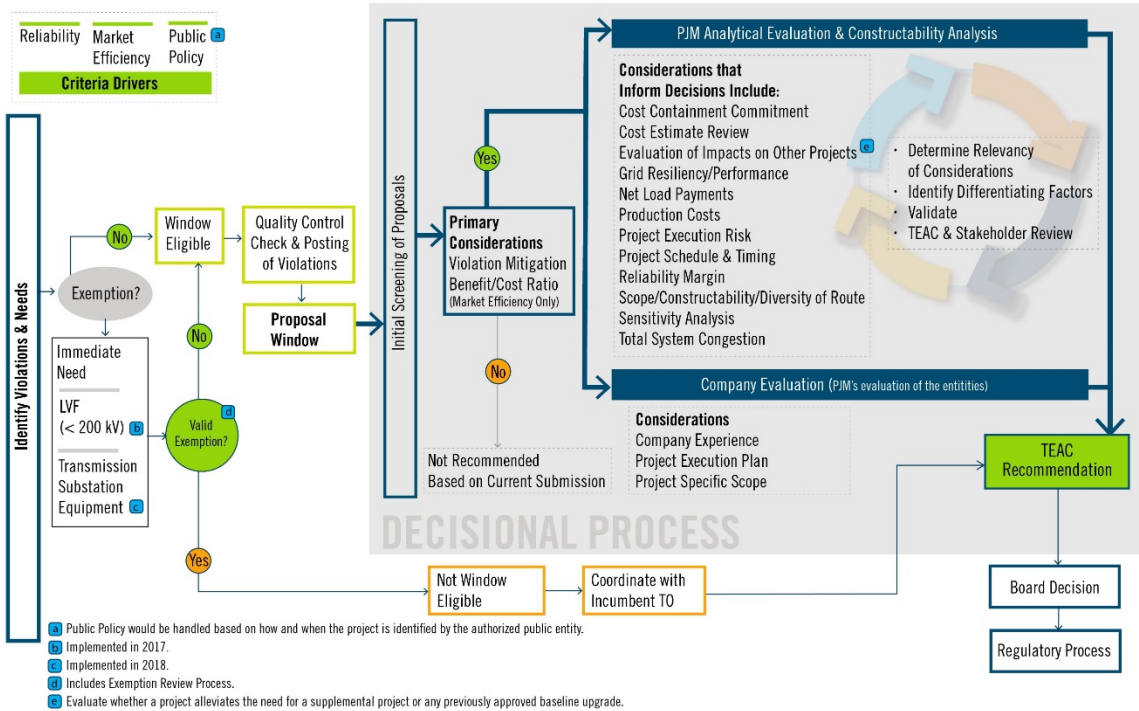 Reliability
Market
Efficiency
Public
Policy
a
Criteria Drivers
Identify Violations & Needs
Exemption?
No
Window
Eligible
Quality Control
Check & Posting
of Violations
Proposal
Window
Immediate
Need
LVF
(< 200 kV)
b
Transmission
Substation
Equipment
c
No
Valid
Exemption?
d
Yes
Not Window
Eligible
Coordinate with
Incumbent TO
Initial Screening of Proposals
Yes
Primary
Considerations
Violation Mitigation
Benefit/Cost Ratio
(Market Efficiency Only)
No
Not Recommended
Based on Current Submission
PJM Analytical Evaluation & Constructability Analysis
Considerations that
Inform Decisions Include:
Cost Containment Commitment
Cost Estimate Review
Evaluation of Impacts on Other Projects
e
Grid Resiliency/Performance
Net Load Payments
Production Costs
Project Execution Risk
Project Schedule & Timing
Reliability Margin
Scope/Constructability/Diversity of Route
Sensitivity Analysis
Total System Congestion
· Determine Relevancy
of Considerations
· Identify Differentiating Factors
· Validate
· TEAC & Stakeholder Review
Company Evaluation (PJM's evaluation of the entitities)
Considerations
Company Experience
Project Execution Plan
Project Specific Scope
DECISIONAL PROCESS
TEAC
Recommendation
Board Decision
Regulatory Process
a Public Policy would be handled based on how and when the project is identified by the authorized public entity.
b Implemented in 2017.
c Implemented in 2018.
d Includes Exemption Review Process.
e Evaluate whether a project alleviates the need for a supplemental project or any previously approved baseline upgrade.